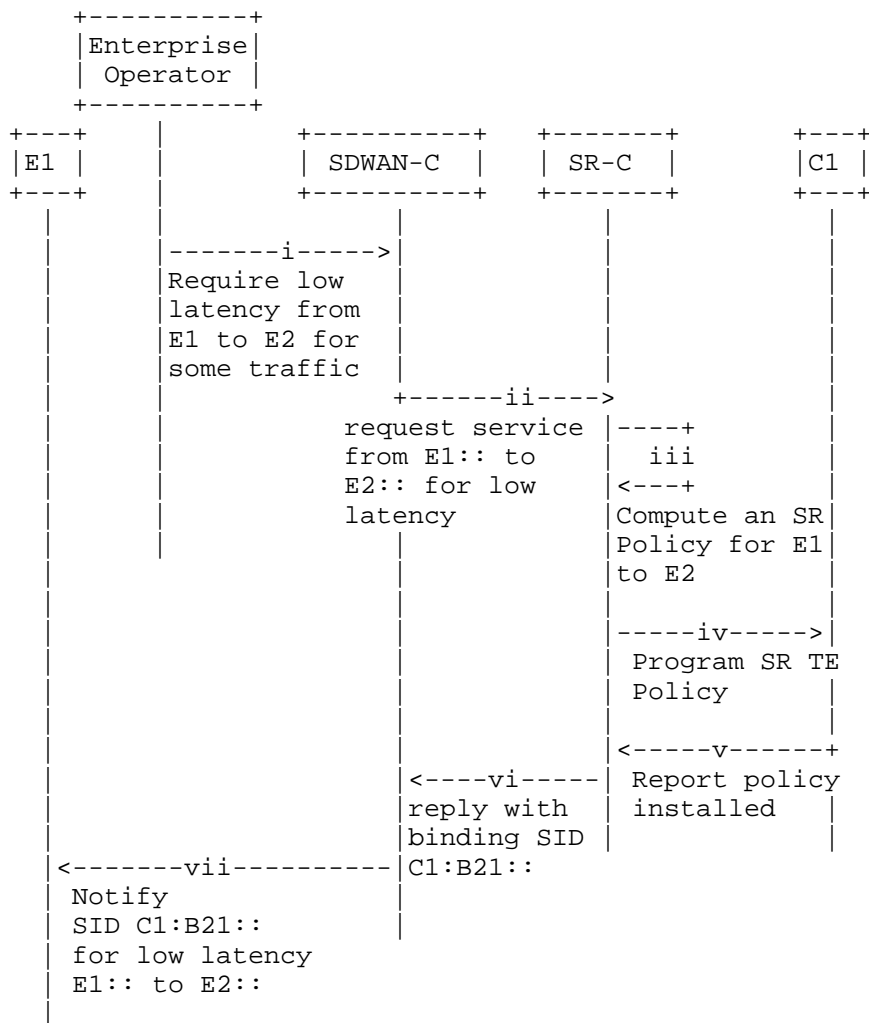 Enterprise
Operator
E1 SDWAN-C SR-C C1
i
Require low
latency from
E1 to E2 for
some traffic
ii
request service
from E1:: to iii
E2:: for low
latency Compute an SR
Policy for E1
to E2
iv
Program SR TE
Policy
v
vi Report policy
reply with installed
binding SID
vii C1:B21::
Notify
SID C1:B21::
for low latency
E1:: to E2::